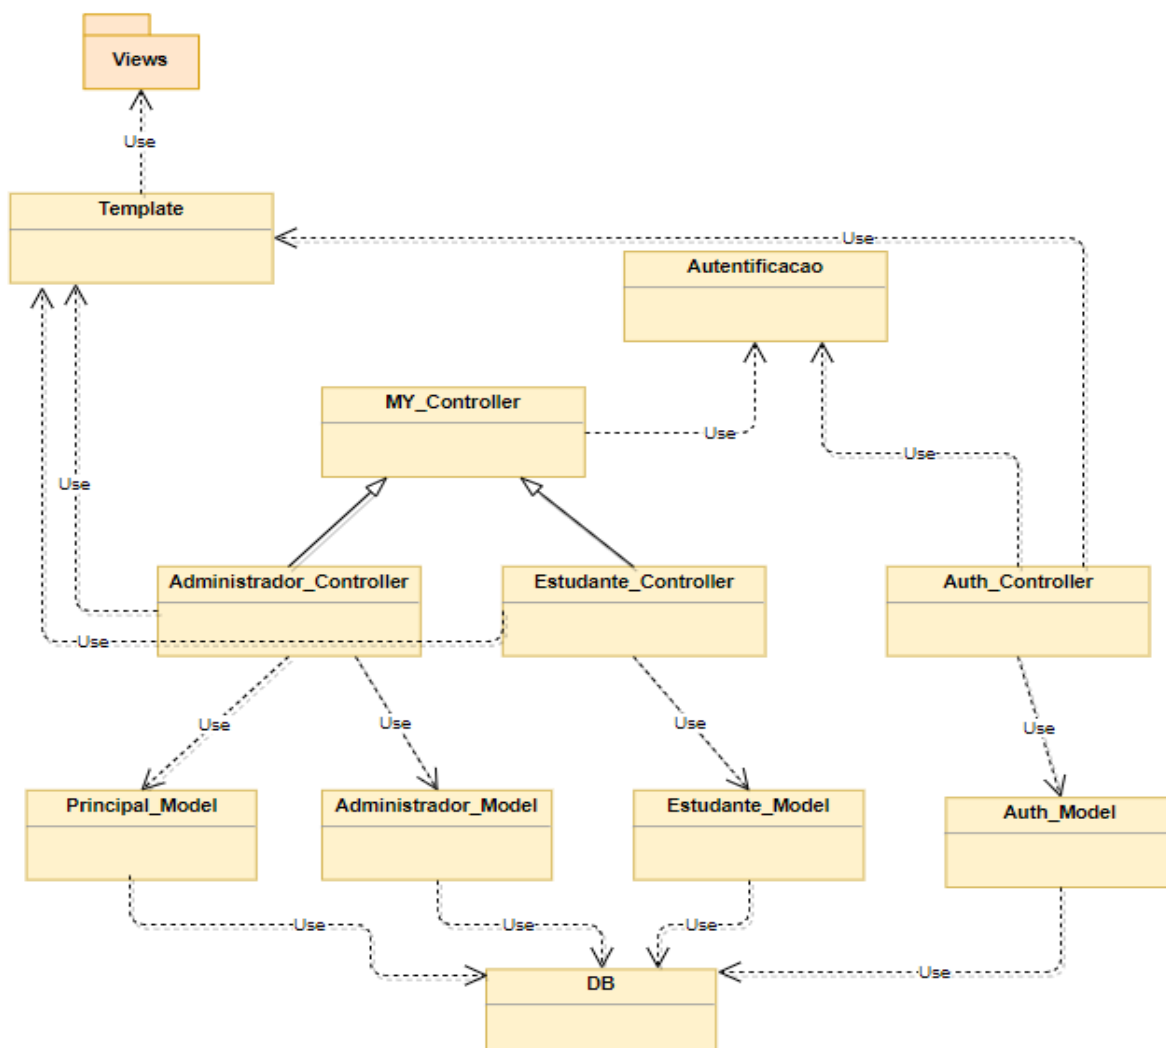 Views
Use
Template
Use
Autentificacao
MY_Controller
Use
Use
Use
Administrador_Controller
Estudante_Controller
Auth_Controller
Use
Use
Use
Use
Use
Principal_Model
Administrador_Model
Estudante_Model
Auth_Model
Use
Use
Use
Use
DB